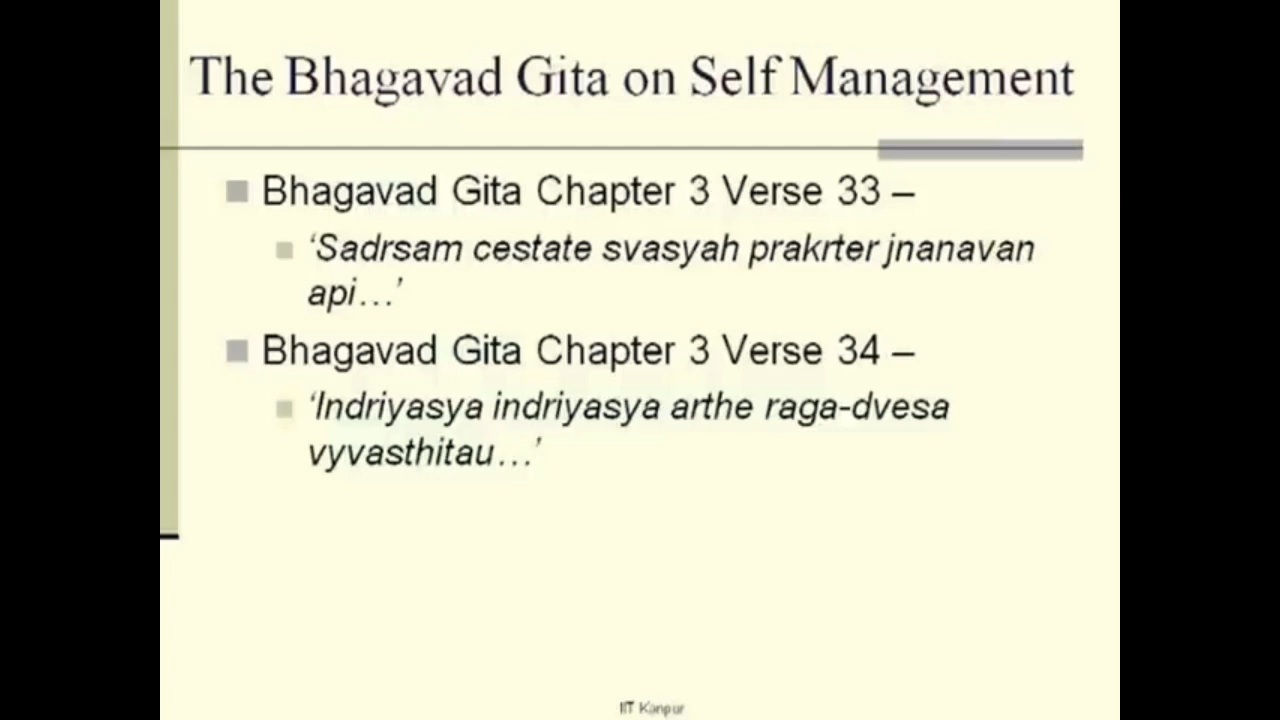 The Bhagavad Gita on Self Management
Bhagavad Gita Chapter 3 Verse 33 –
‘Sadrsam cestate svasyah prakrter jnanavan
api…’
Bhagavad Gita Chapter 3 Verse 34 –
‘Indriyasya indriyasya arthe raga-dvesa
vyvasthitau…’
IIT Kanpur